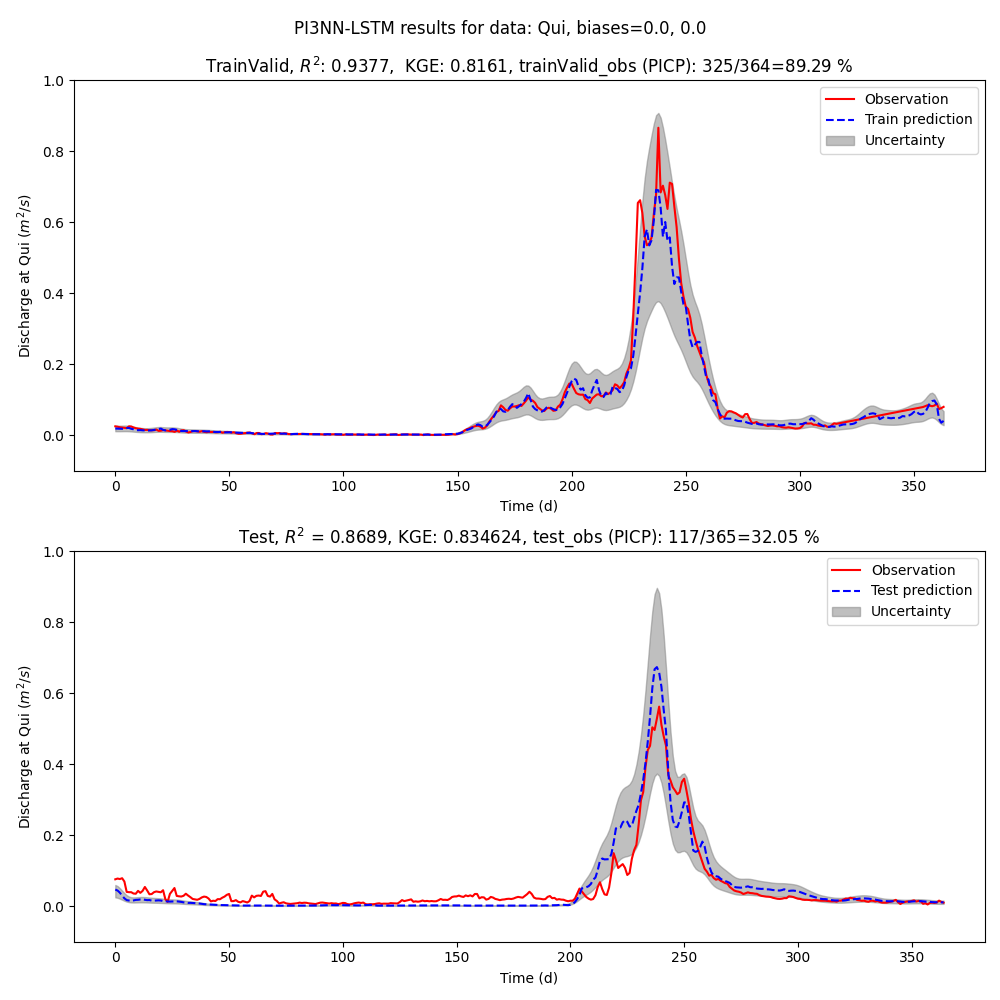 PI3NN-LSTM results for data: Qui, biases=0.0, 0.0
TrainValid, R²: 0.9377,  KGE: 0.8161, trainValid_obs (PICP): 325/364=89.29 %
Discharge at Qui (m²/s)
1.0
0.8
0.6
0.4
0.2
0.0
Observation
Train prediction
Uncertainty
0 50 100 150 200 250 300 350
Time (d)
Test, R² = 0.8689, KGE: 0.834624, test_obs (PICP): 117/365=32.05 %
Discharge at Qui (m²/s)
1.0
0.8
0.6
0.4
0.2
0.0
Observation
Test prediction
Uncertainty
0 50 100 150 200 250 300 350
Time (d)